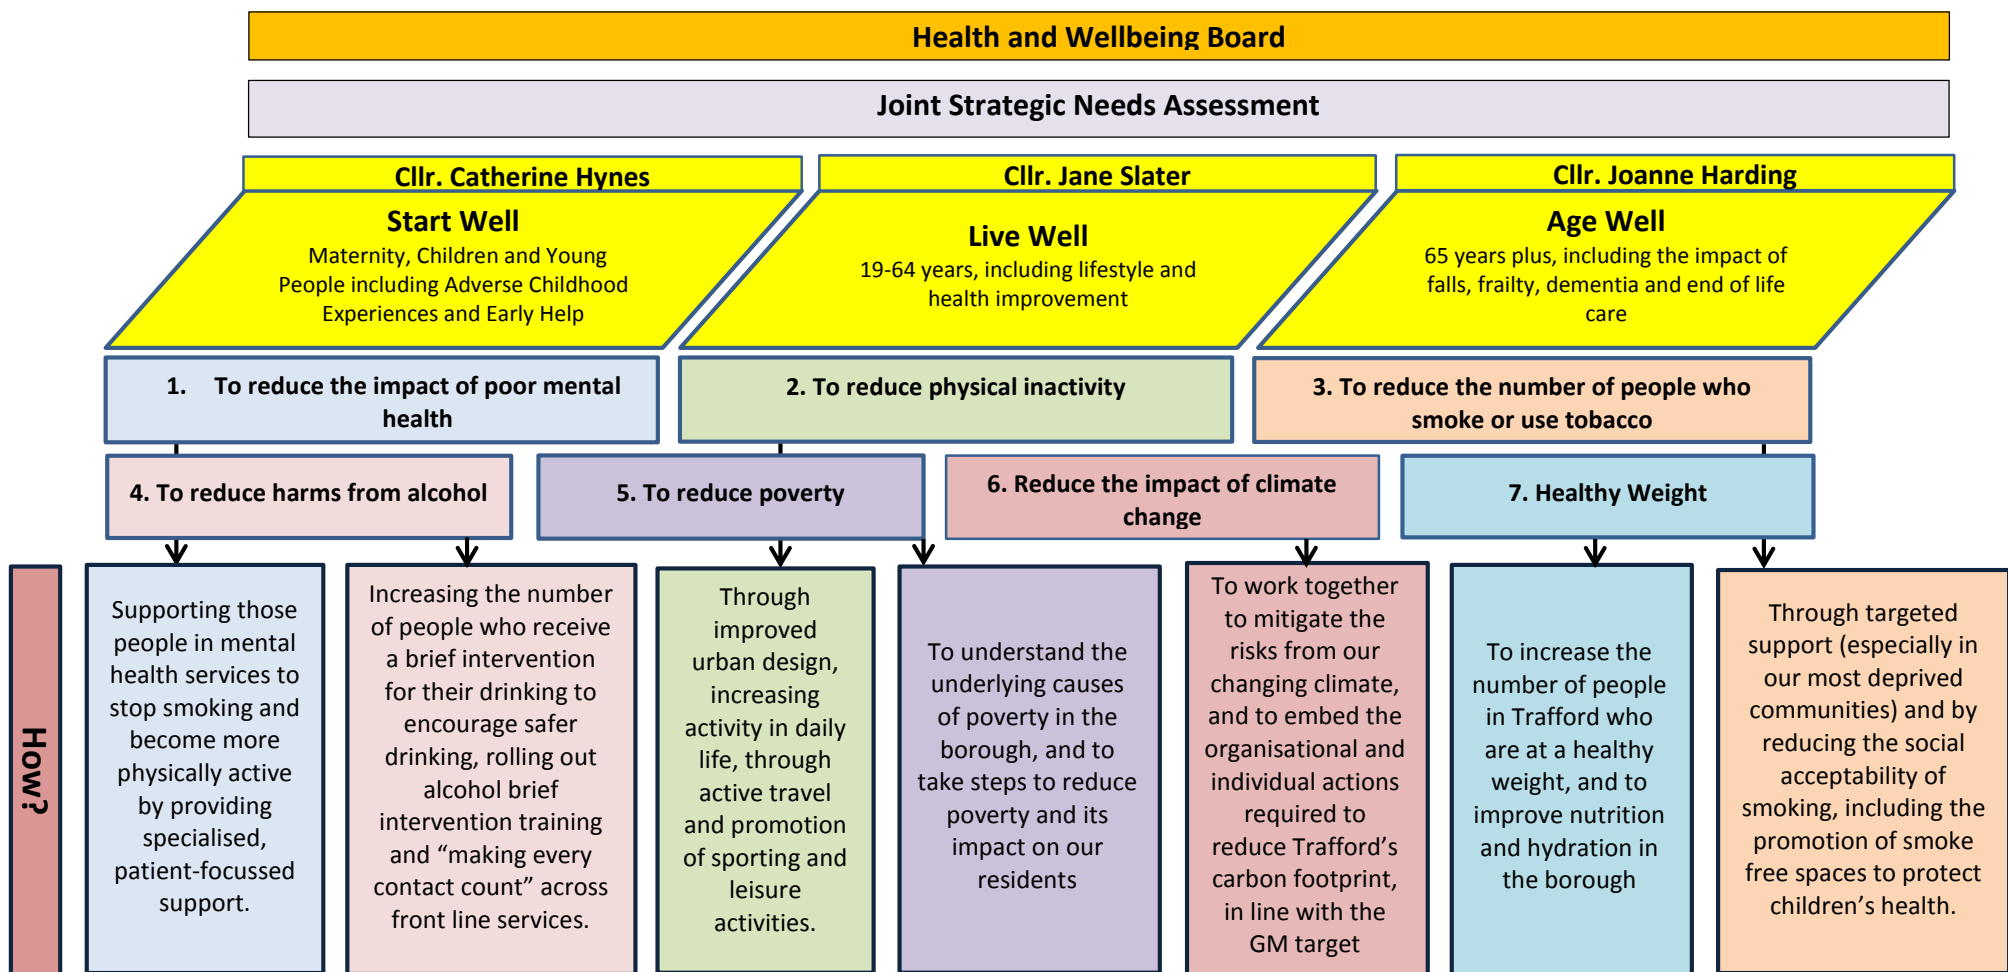 Health and Wellbeing Board
Joint Strategic Needs Assessment
Cllr. Catherine Hynes
Start Well
Maternity, Children and Young
People including Adverse Childhood
Experiences and Early Help
Cllr. Jane Slater
Live Well
19-64 years, including lifestyle and
health improvement
Cllr. Joanne Harding
Age Well
65 years plus, including the impact of
falls, frailty, dementia and end of life
care
1. To reduce the impact of poor mental
health
2. To reduce physical inactivity
3. To reduce the number of people who
smoke or use tobacco
4. To reduce harms from alcohol
5. To reduce poverty
6. Reduce the impact of climate
change
7. Healthy Weight
How?
Supporting those
people in mental
health services to
stop smoking and
become more
physically active
by providing
specialised,
patient-focussed
support.
Increasing the number
of people who receive
a brief intervention
for their drinking to
encourage safer
drinking, rolling out
alcohol brief
intervention training
and “making every
contact count” across
front line services.
Through
improved
urban design,
increasing
activity in daily
life, through
active travel
and promotion
of sporting and
leisure
activities.
To understand the
underlying causes
of poverty in the
borough, and to
take steps to reduce
poverty and its
impact on our
residents
To work together
to mitigate the
risks from our
changing climate,
and to embed the
organisational and
individual actions
required to
reduce Trafford’s
carbon footprint,
in line with the
GM target
To increase the
number of people
in Trafford who
are at a healthy
weight, and to
improve nutrition
and hydration in
the borough
Through targeted
support (especially in
our most deprived
communities) and by
reducing the social
acceptability of
smoking, including the
promotion of smoke
free spaces to protect
children’s health.